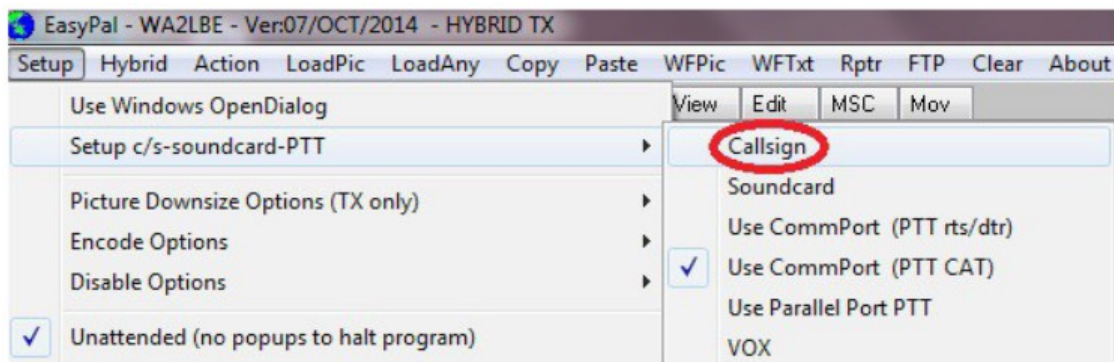 EasyPal - WA2LBE - Ver:07/OCT/2014 - HYBRID TX
Setup Hybrid Action LoadPic LoadAny Copy Paste WFPic WFTxt Rptr FTP Clear About
View Edit MSC Mov
Use Windows OpenDialog
Setup c/s-soundcard-PTT
Picture Downsize Options (TX only)
Encode Options
Disable Options
Unattended (no popups to halt program)
Callsign
Soundcard
Use CommPort (PTT rts/dtr)
Use CommPort (PTT CAT)
Use Parallel Port PTT
VOX